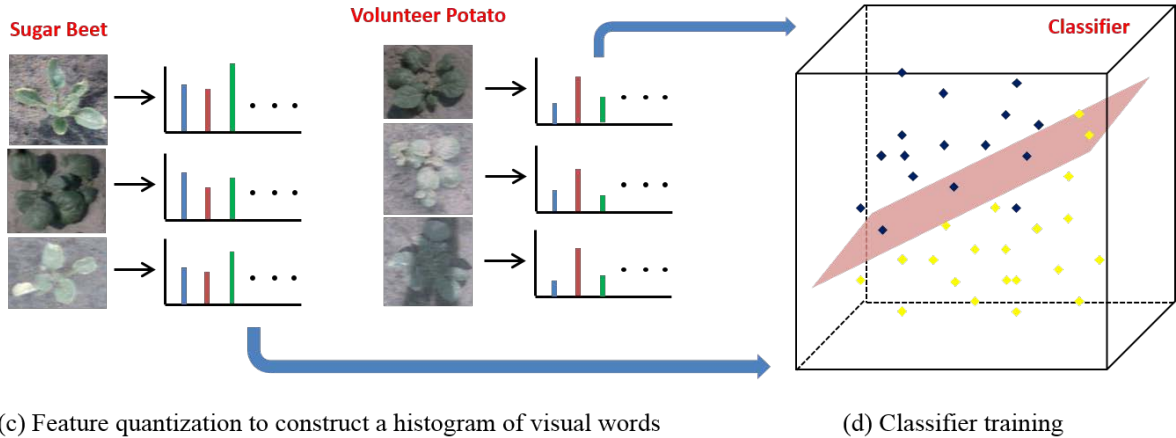 Sugar Beet
Volunteer Potato
Classifier
(c) Feature quantization to construct a histogram of visual words
(d) Classifier training